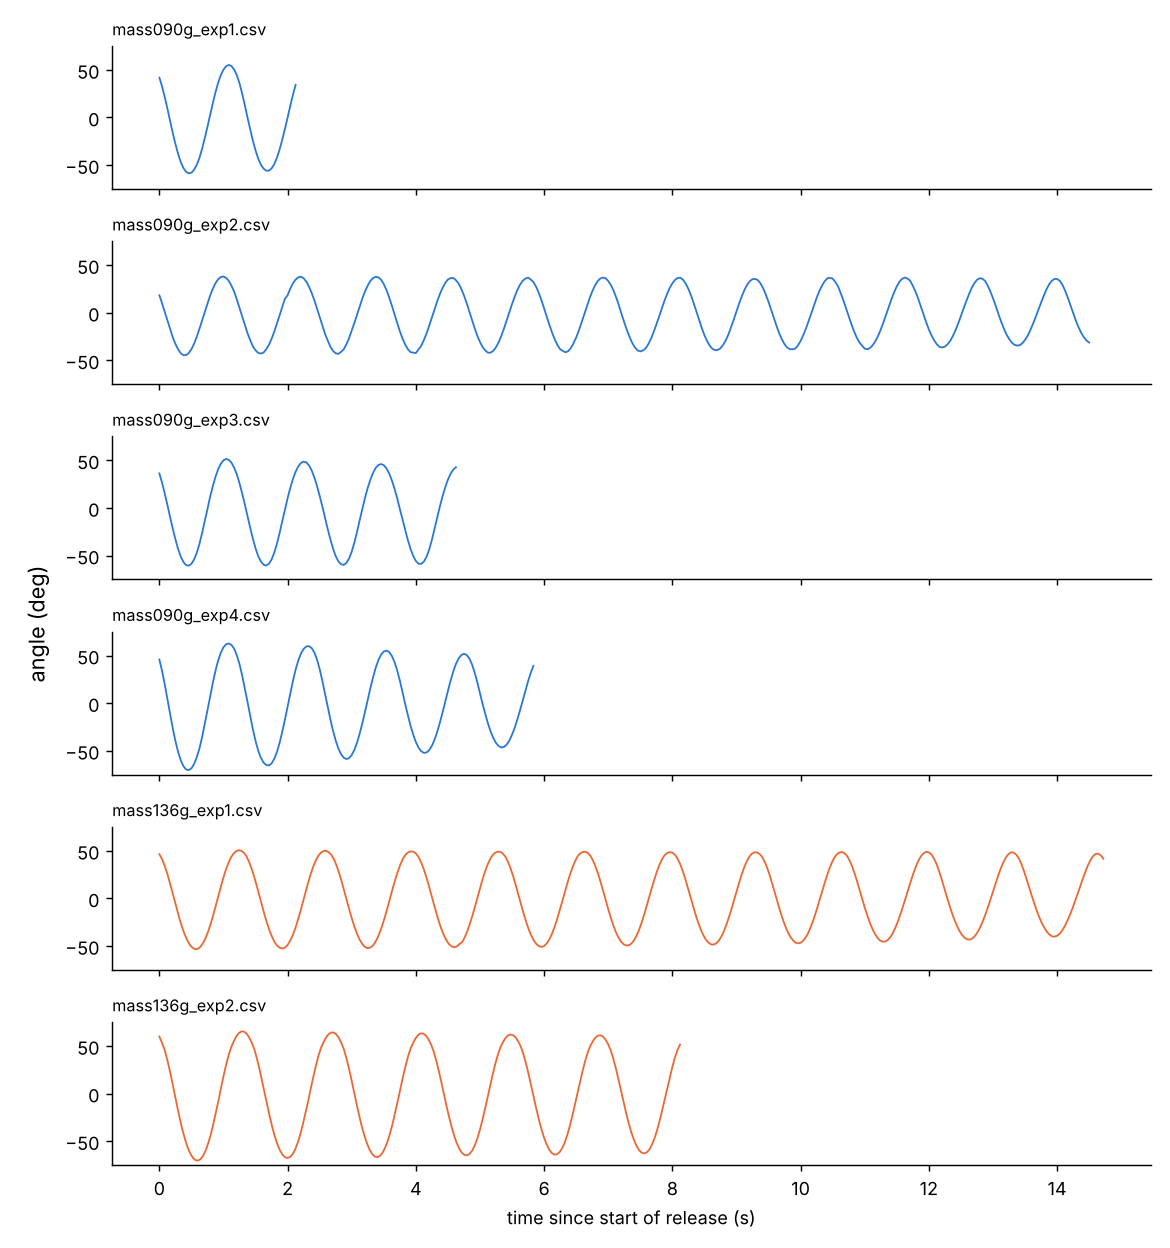 mass090g_exp1.csv
50
0
−50
mass090g_exp2.csv
50
0
−50
mass090g_exp3.csv
50
0
−50
angle (deg)
mass090g_exp4.csv
50
0
−50
mass136g_exp1.csv
50
0
−50
mass136g_exp2.csv
50
0
−50
0 2 4 6 8 10 12 14
time since start of release (s)